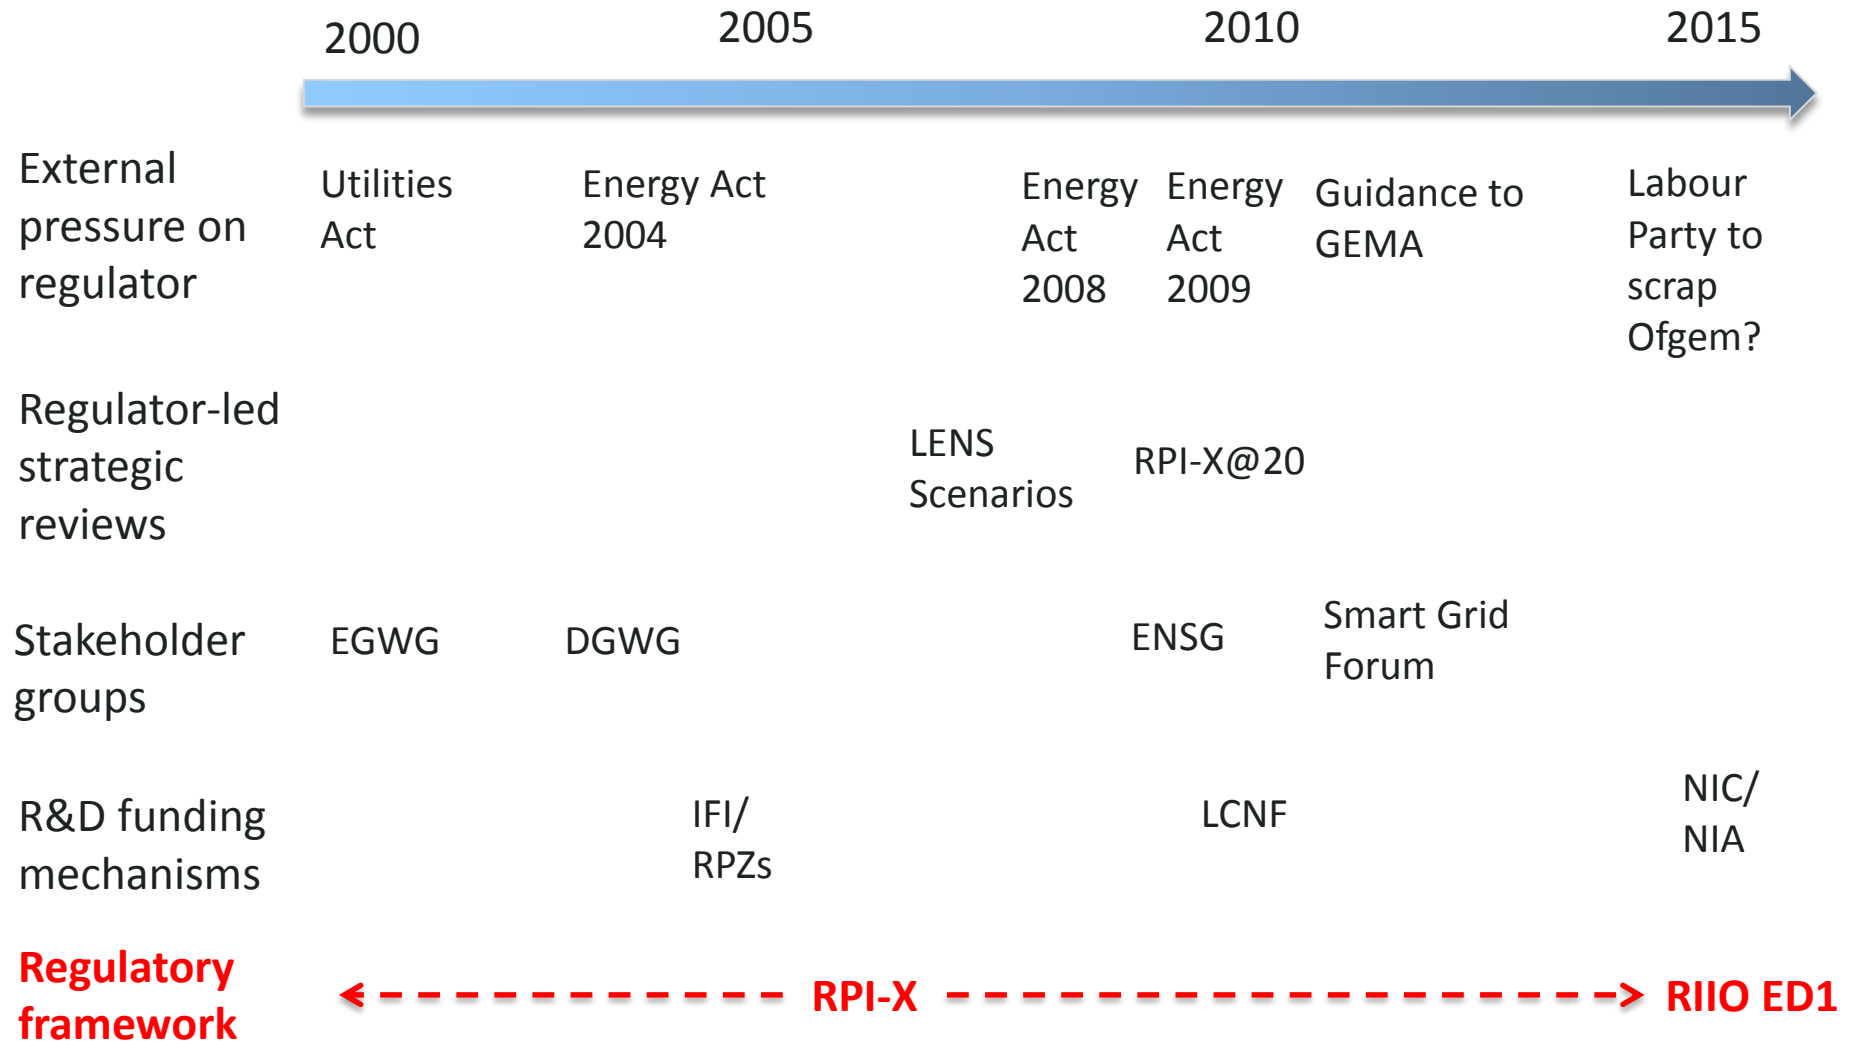 2000
2005
2010
2015
External
pressure on
regulator
Utilities
Act
Energy Act
2004
Energy
Act
2008
Energy
Act
2009
Guidance to
GEMA
Labour
Party to
scrap
Ofgem?
Regulator-led
strategic
reviews
LENS
Scenarios
RPI-X@20
Stakeholder
groups
EGWG
DGWG
ENSG
Smart Grid
Forum
R&D funding
mechanisms
IFI/
RPZs
LCNF
NIC/
NIA
Regulatory
framework
RPI-X
RIIO ED1